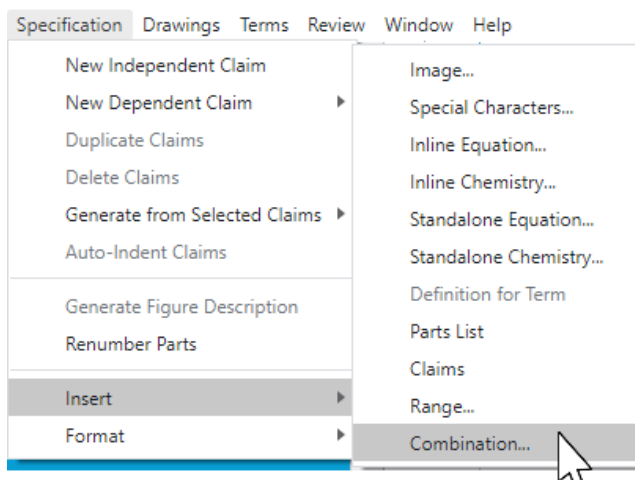 Specification Drawings Terms Review Window Help
New Independent Claim
New Dependent Claim
Duplicate Claims
Delete Claims
Generate from Selected Claims
Auto-Indent Claims
Generate Figure Description
Renumber Parts
Insert
Format
Image...
Special Characters...
Inline Equation...
Inline Chemistry...
Standalone Equation...
Standalone Chemistry...
Definition for Term
Parts List
Claims
Range...
Combination...